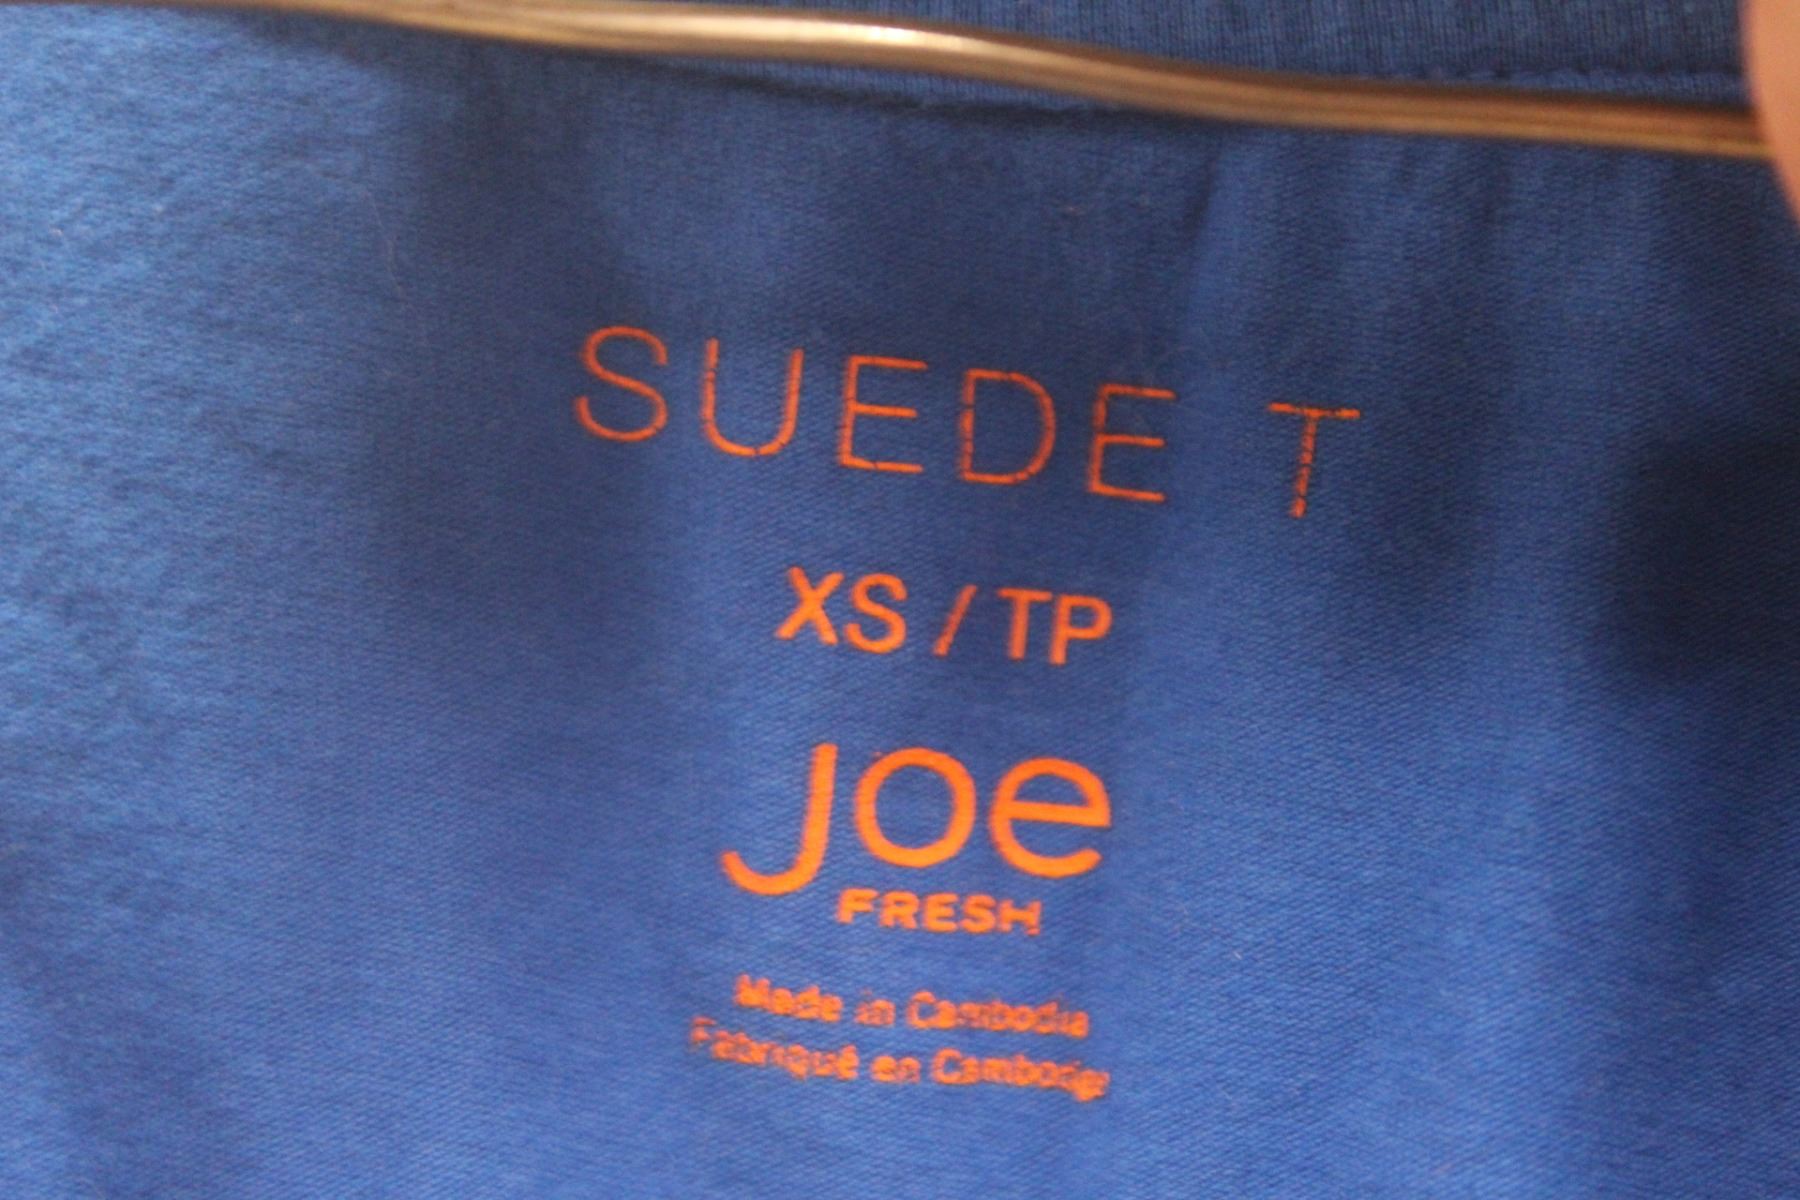 SUEDE T
XS / TP
Joe
FRESH
Made in Cambodia
Fabriqué en Cambodge